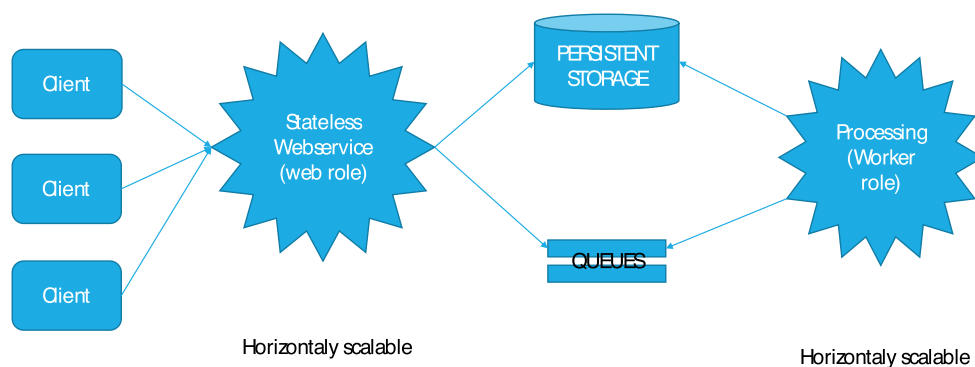 Client
Client
Client
Stateless
Webservice
(web role)
Horizontaly scalable
PERSISTENT
STORAGE
QUEUES
Processing
(Worker
role)
Horizontaly scalable